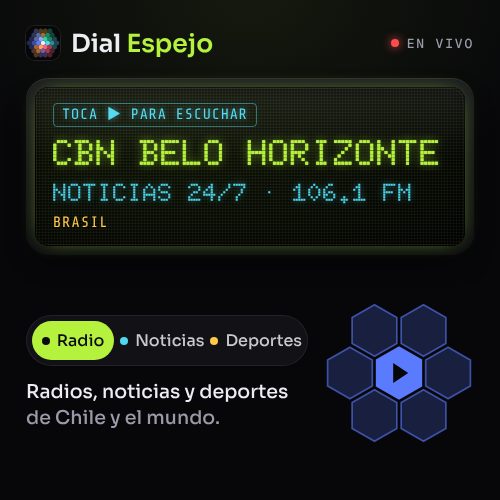 Dial Espejo
EN VIVO
TOCA ▶ PARA ESCUCHAR
CBN BELO HORIZONTE
NOTICIAS 24/7 · 106.1 FM
BRASIL
Radio Noticias Deportes
Radios, noticias y deportes
de Chile y el mundo.